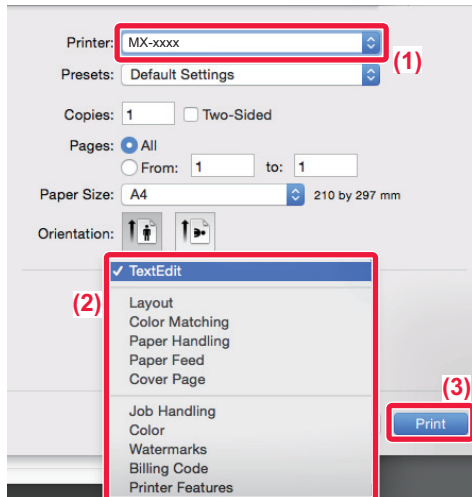 Printer: MX-xxxx
(1)
Presets: Default Settings
Copies: 1 Two-Sided
Pages: All
From: 1 to: 1
Paper Size: A4 210 by 297 mm
Orientation:
✓ TextEdit
(2)
Layout
Color Matching
Paper Handling
Paper Feed
Cover Page
(3)
Job Handling
Color
Print
Watermarks
Billing Code
Printer Features